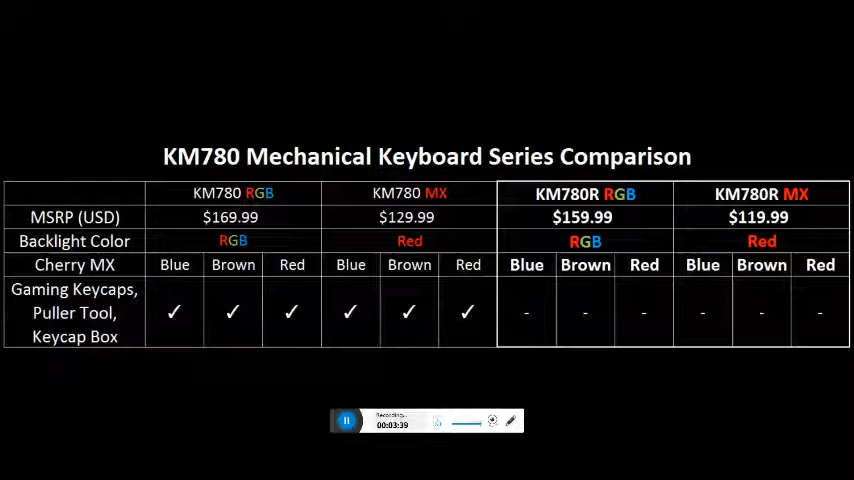 KM780 Mechanical Keyboard Series Comparison
KM780 RGB KM780 MX KM780R RGB KM780R MX
MSRP (USD) $169.99 $129.99 $159.99 $119.99
Backlight Color RGB Red RGB Red
Cherry MX Blue Brown Red Blue Brown Red Blue Brown Red Blue Brown Red
Gaming Keycaps,
Puller Tool, ✓ ✓ ✓ ✓ ✓ ✓ - - - - - -
Keycap Box
Recording...
00:03:39